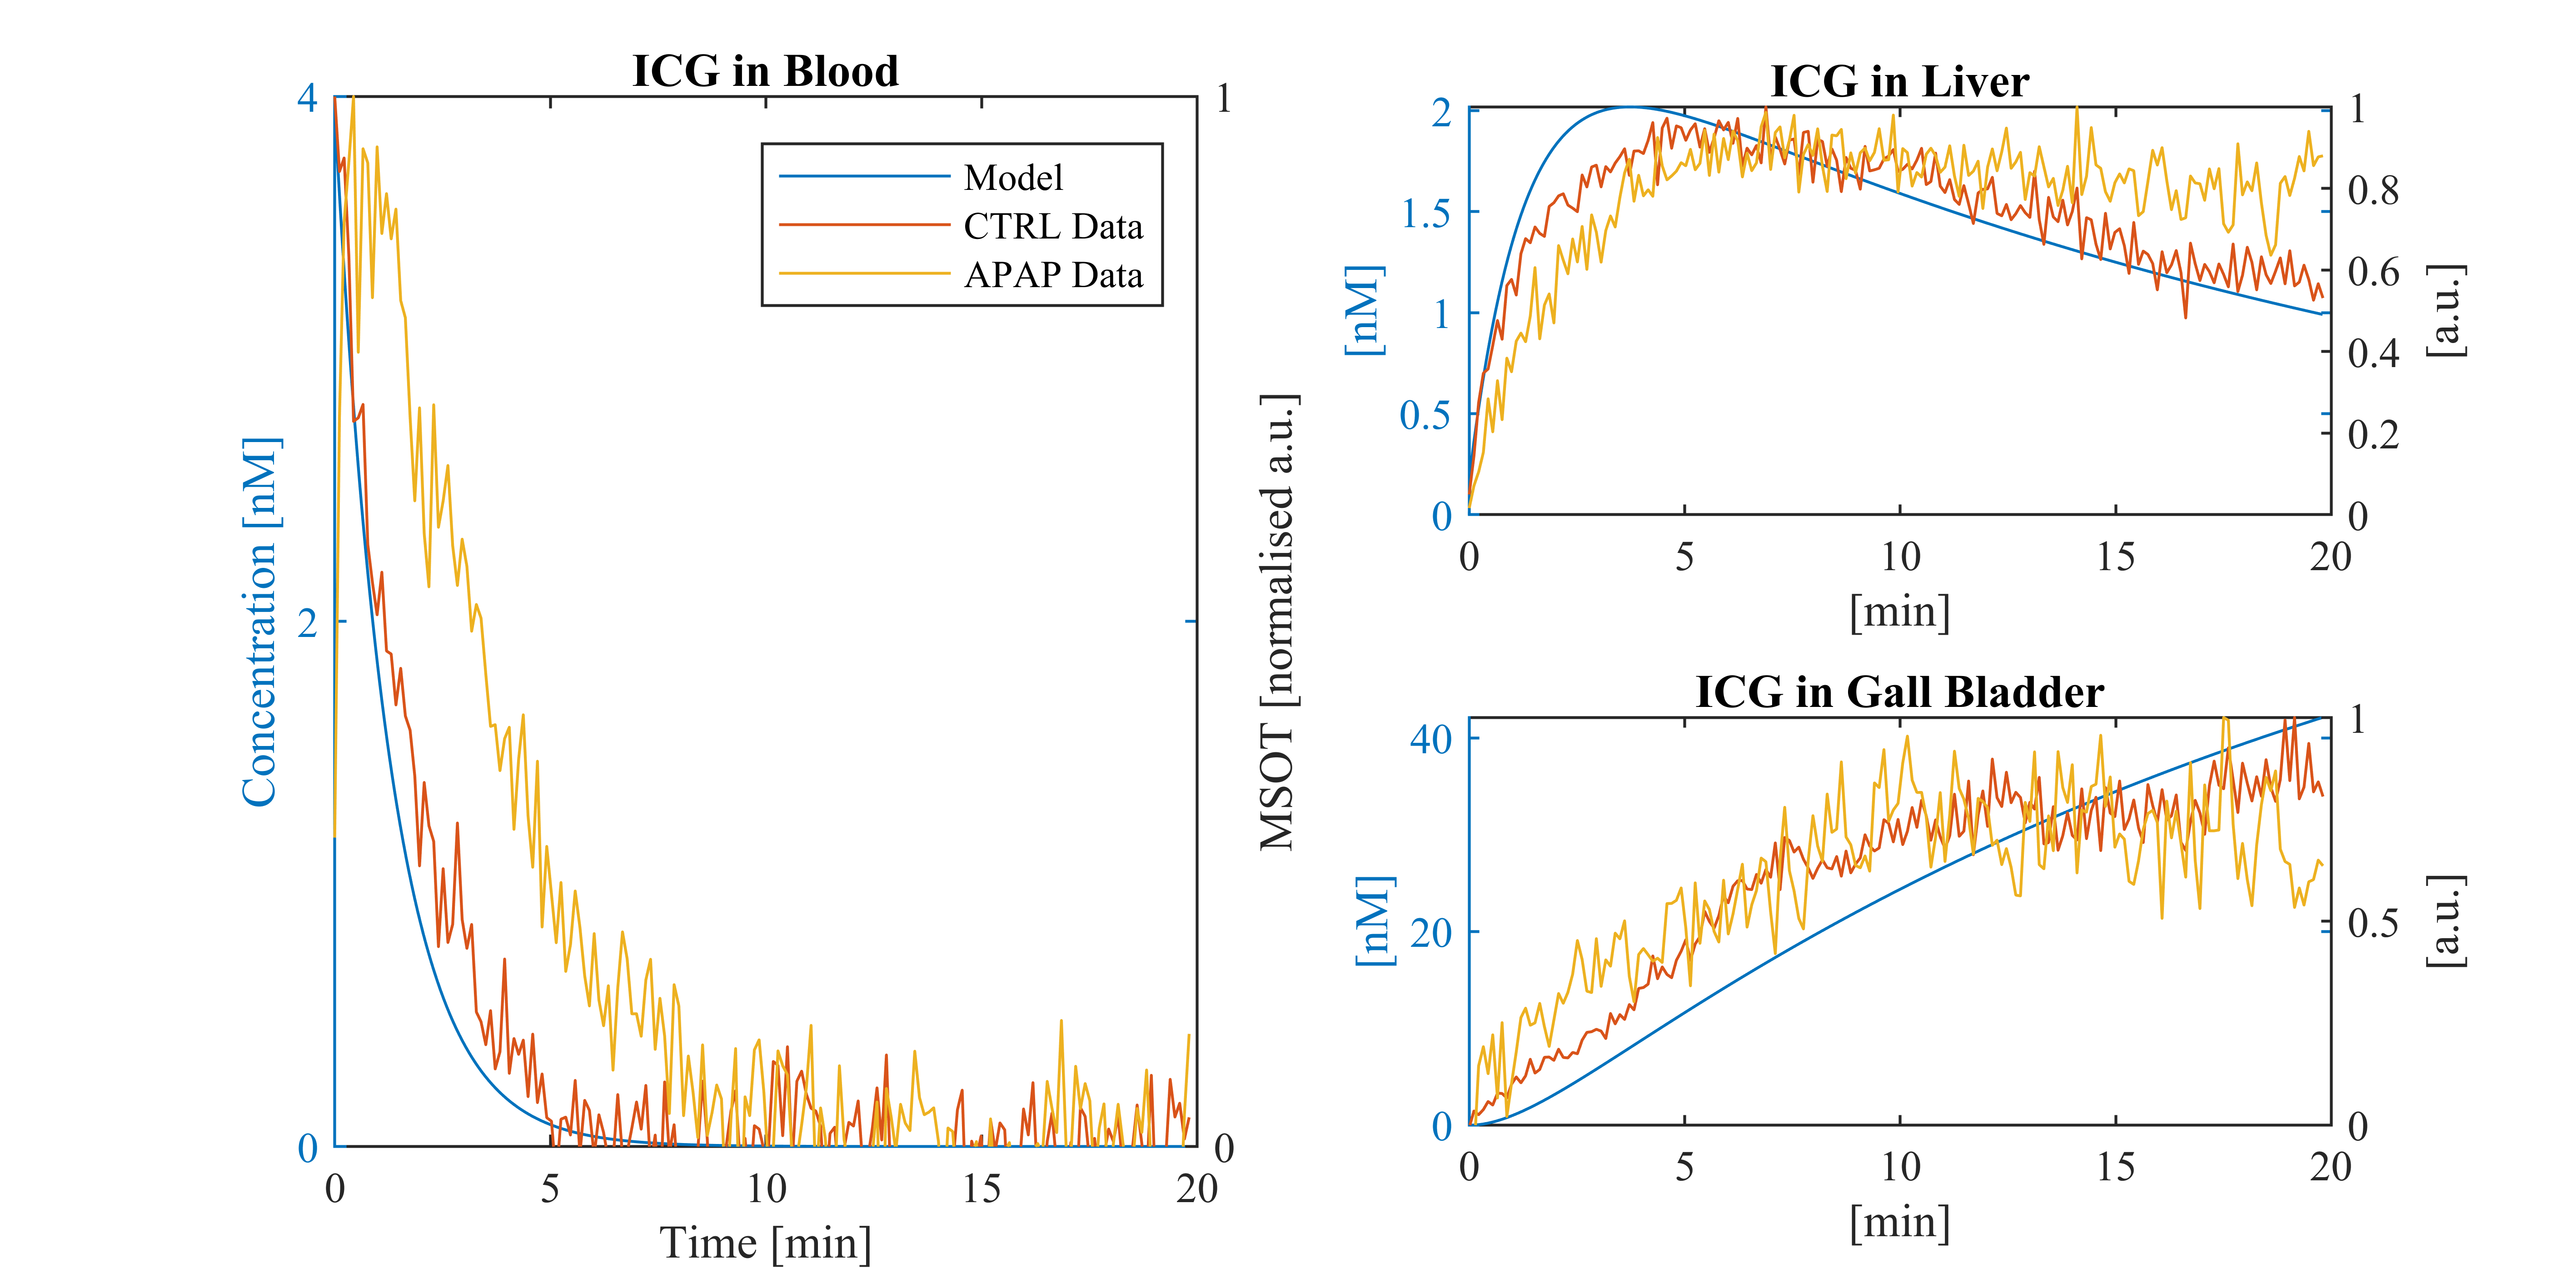 ICG in Blood
4
2
0
Concentration [nM]
Model
CTRL Data
APAP Data
1
0
MSOT [normalised a.u.]
0 5 10 15 20
Time [min]
ICG in Liver
2
1.5
1
0.5
0
[nM]
1
0.8
0.6
0.4
0.2
0
[a.u.]
0 5 10 15 20
[min]
ICG in Gall Bladder
40
20
0
[nM]
1
0.5
0
[a.u.]
0 5 10 15 20
[min]